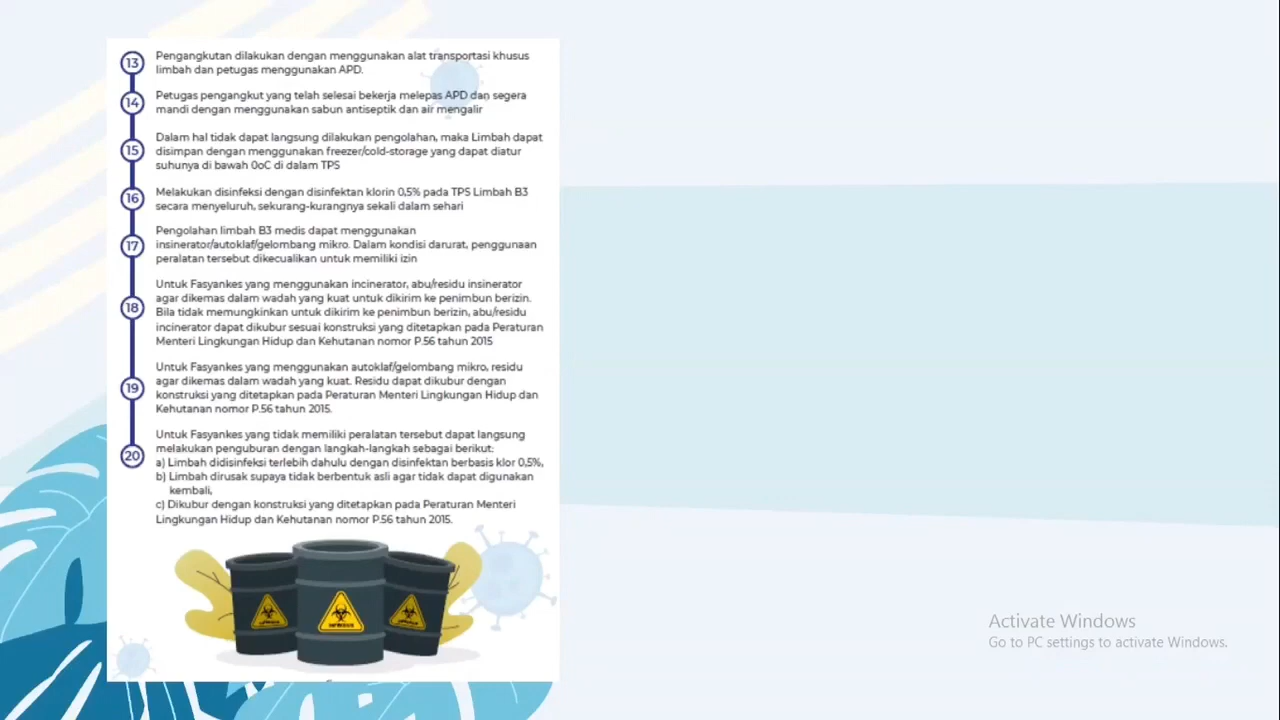 13
Pengangkutan dilakukan dengan menggunakan alat transportasi khusus
limbah dan petugas menggunakan APD.
14
Petugas pengangkut yang telah selesai bekerja melepas APD dan segera
mandi dengan menggunakan sabun antiseptik dan air mengalir
15
Dalam hal tidak dapat langsung dilakukan pengolahan, maka Limbah dapat
disimpan dengan menggunakan freezer/cold-storage yang dapat diatur
suhunya di bawah 0oC di dalam TPS
16
Melakukan disinfeksi dengan disinfektan klorin 0,5% pada TPS Limbah B3
secara menyeluruh, sekurang-kurangnya sekali dalam sehari
17
Pengolahan limbah B3 medis dapat menggunakan
insinerator/autoklaf/gelombang mikro. Dalam kondisi darurat, penggunaan
peralatan tersebut dikecualikan untuk memiliki izin
18
Untuk Fasyankes yang menggunakan incinerator, abu/residu insinerator
agar dikemas dalam wadah yang kuat untuk dikirim ke penimbun berizin.
Bila tidak memungkinkan untuk dikirim ke penimbun berizin, abu/residu
incinerator dapat dikubur sesuai konstruksi yang ditetapkan pada Peraturan
Menteri Lingkungan Hidup dan Kehutanan nomor P.56 tahun 2015
19
Untuk Fasyankes yang menggunakan autoklaf/gelombang mikro, residu
agar dikemas dalam wadah yang kuat. Residu dapat dikubur dengan
konstruksi yang ditetapkan pada Peraturan Menteri Lingkungan Hidup dan
Kehutanan nomor P.56 tahun 2015.
20
Untuk Fasyankes yang tidak memiliki peralatan tersebut dapat langsung
melakukan penguburan dengan langkah-langkah sebagai berikut:
a) Limbah didisinfeksi terlebih dahulu dengan disinfektan berbasis klor 0,5%,
b) Limbah dirusak supaya tidak berbentuk asli agar tidak dapat digunakan
kembali,
c) Dikubur dengan konstruksi yang ditetapkan pada Peraturan Menteri
Lingkungan Hidup dan Kehutanan nomor P.56 tahun 2015.
Activate Windows
Go to PC settings to activate Windows.